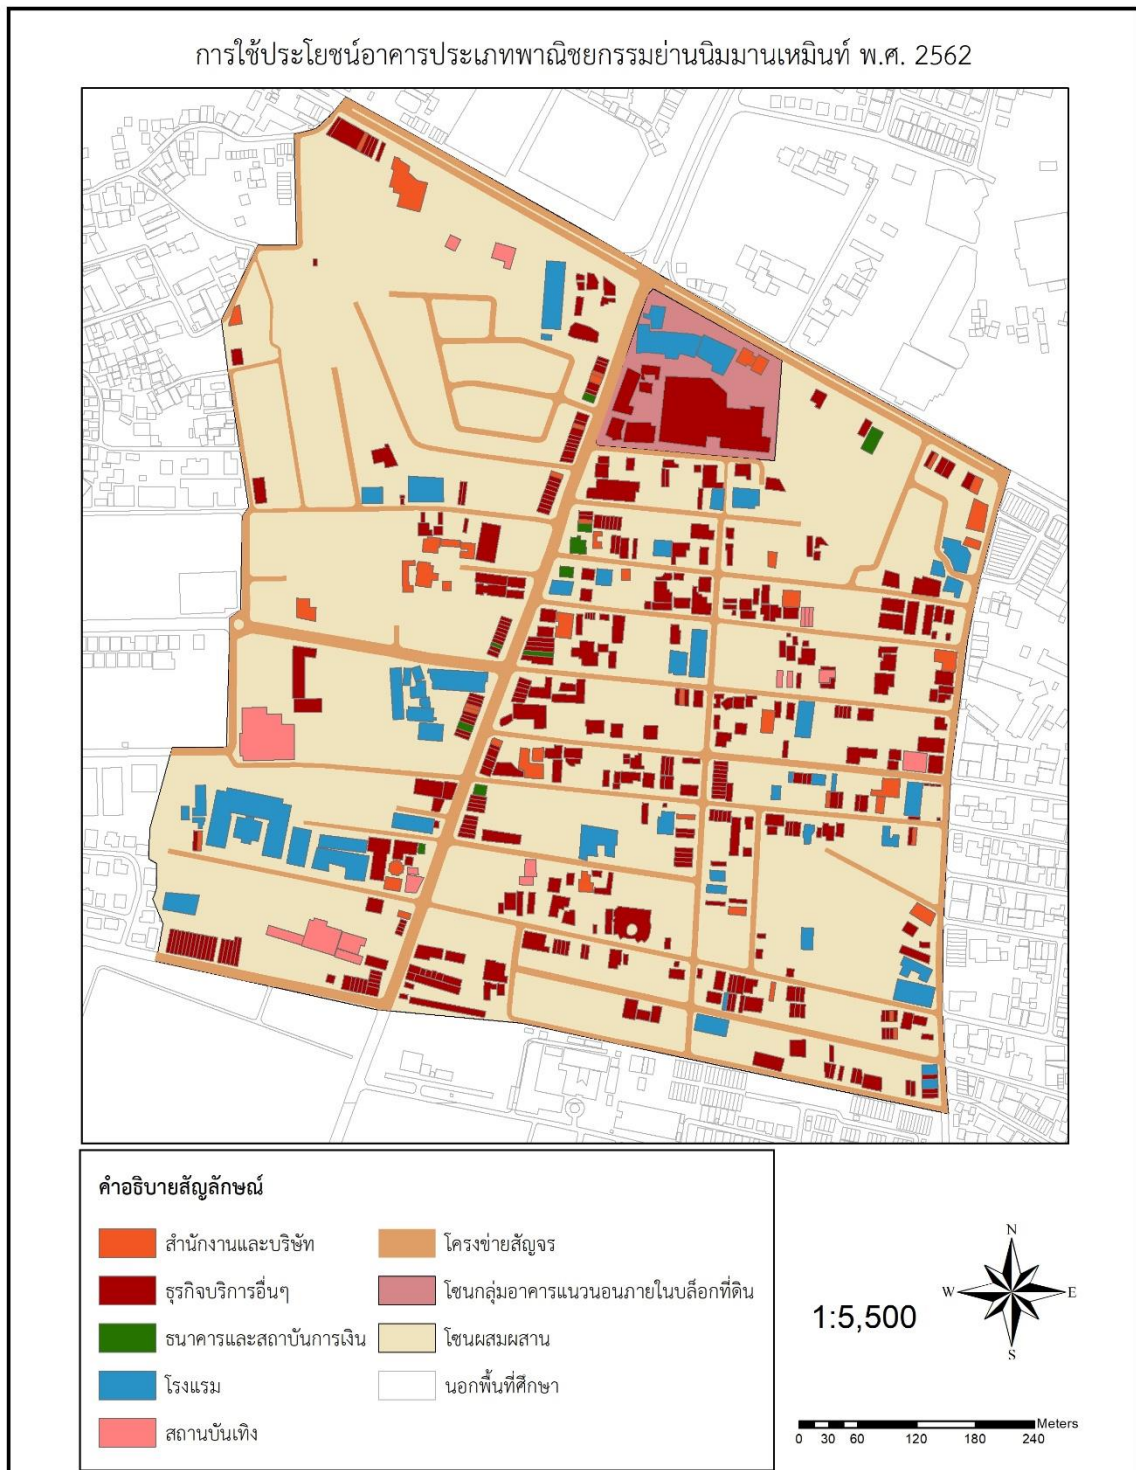 การใช้ประโยชน์อาคารประเภทพาณิชยกรรมย่านนิมมานเหมินท์ พ.ศ. 2562
คำอธิบายสัญลักษณ์
สำนักงานและบริษัท
ธุรกิจบริการอื่นๆ
ธนาคารและสถาบันการเงิน
โรงแรม
สถานบันเทิง
โครงข่ายสัญจร
โซนกลุ่มอาคารแนวนอนภายในบล็อกที่ดิน
โซนผสมผสาน
นอกพื้นที่ศึกษา
1:5,500
N
W E
S
Meters
0 30 60 120 180 240